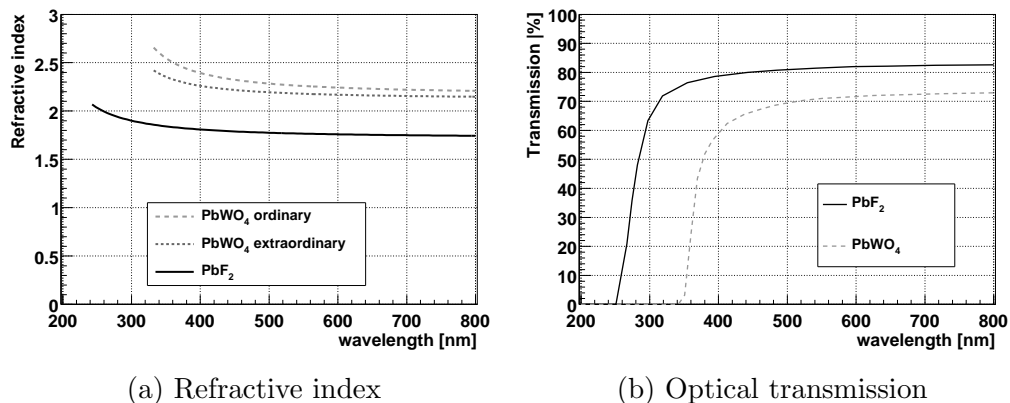 Refractive index
3
2.5
2
1.5
1
0.5
0
200 300 400 500 600 700 800
wavelength [nm]
PbWO₄ ordinary
PbWO₄ extraordinary
PbF₂
(a) Refractive index
Transmission [%]
100
90
80
70
60
50
40
30
20
10
0
200 300 400 500 600 700 800
wavelength [nm]
PbF₂
PbWO₄
(b) Optical transmission